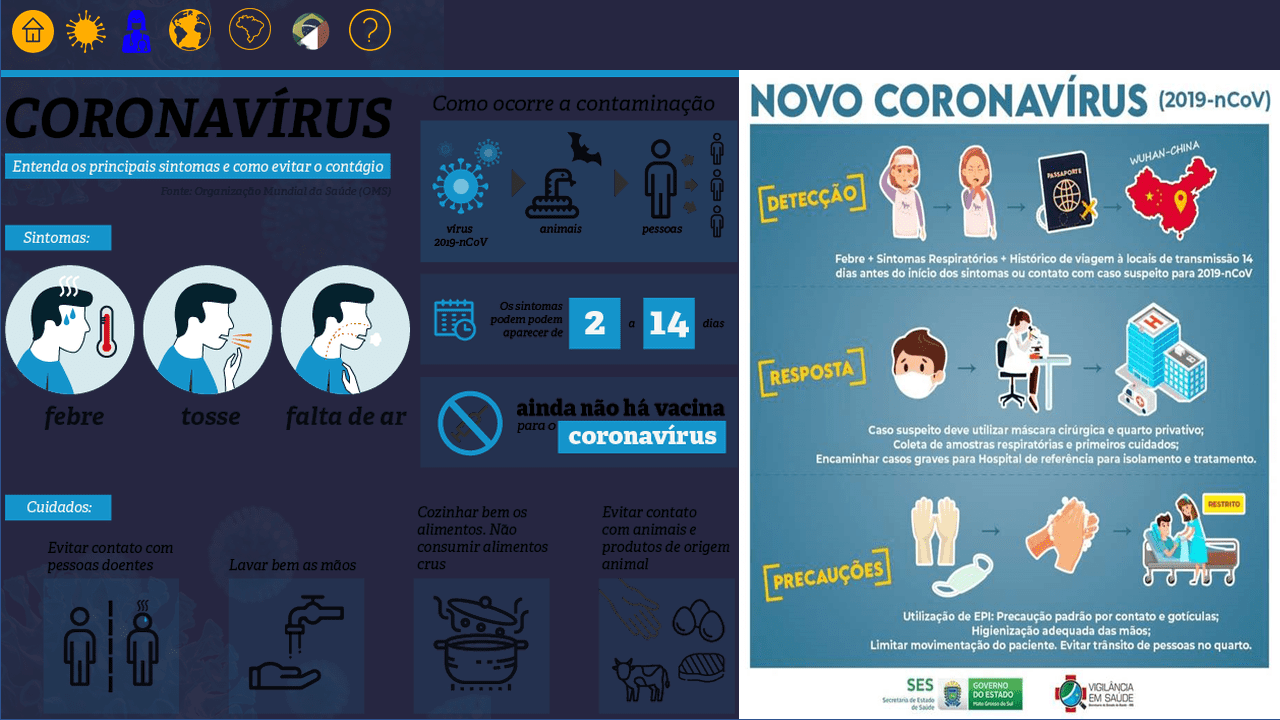 CORONAVÍRUS
Entenda os principais sintomas e como evitar o contágio
Fonte: Organização Mundial da Saúde (OMS)
Sintomas:
febre
tosse
falta de ar
Como ocorre a contaminação
vírus
2019-nCoV
animais
pessoas
Os sintomas
podem podem
aparecer de
2
a
14
dias
ainda não há vacina
para o
coronavírus
Cuidados:
Evitar contato com
pessoas doentes
Lavar bem as mãos
Cozinhar bem os
alimentos. Não
consumir alimentos
crus
Evitar contato
com animais e
produtos de origem
animal
NOVO CORONAVÍRUS (2019-nCoV)
DETECÇÃO
PASSAPORTE
WUHAN-CHINA
Febre + Sintomas Respiratórios + Histórico de viagem à locais de transmissão 14
dias antes do início dos sintomas ou contato com caso suspeito para 2019-nCoV
RESPOSTA
H
Caso suspeito deve utilizar máscara cirúrgica e quarto privativo;
Coleta de amostras respiratórias e primeiros cuidados;
Encaminhar casos graves para Hospital de referência para isolamento e tratamento.
PRECAUÇÕES
RESTRITO
Utilização de EPI: Precaução padrão por contato e gotículas;
Higienização adequada das mãos;
Limitar movimentação do paciente. Evitar trânsito de pessoas no quarto.
SES
Secretaria de Estado
de Saúde
GOVERNO
DO ESTADO
Mato Grosso do Sul
VIGILÂNCIA
EM SAÚDE